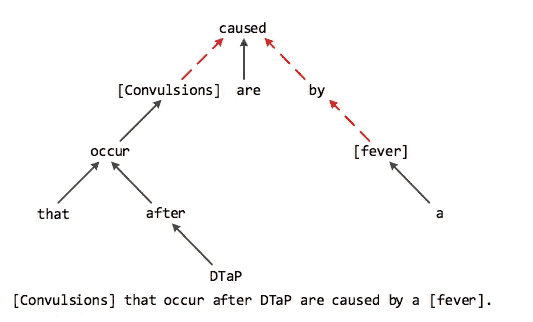 caused
[Convulsions] are by
occur [fever]
that after a
DTaP
[Convulsions] that occur after DTaP are caused by a [fever].